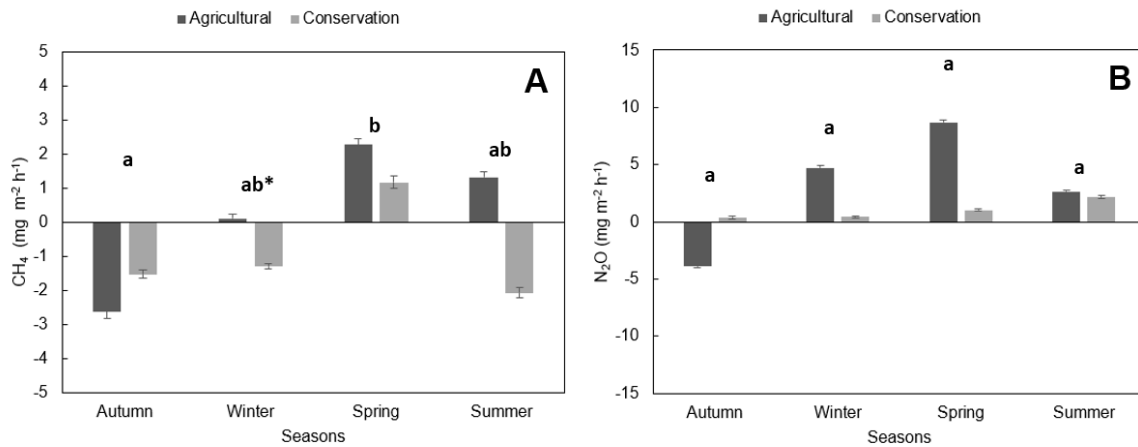 Agricultural Conservation
A
CH₄ (mg m⁻² h⁻¹)
5
4
3
2
1
0
-1
-2
-3
-4
-5
a
ab*
b
ab
Autumn Winter Spring Summer
Seasons
Agricultural Conservation
B
N₂O (mg m⁻² h⁻¹)
15
10
5
0
-5
-10
-15
a
a
a
a
Autumn Winter Spring Summer
Seasons